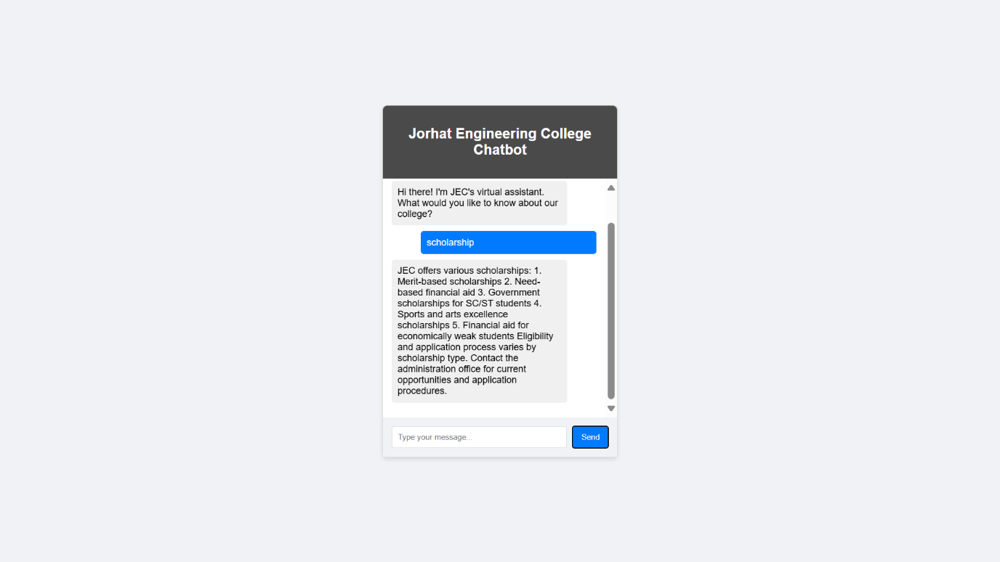 Jorhat Engineering College
Chatbot
Hi there! I'm JEC's virtual assistant.
What would you like to know about our
college?
scholarship
JEC offers various scholarships: 1.
Merit-based scholarships 2. Need-
based financial aid 3. Government
scholarships for SC/ST students 4.
Sports and arts excellence
scholarships 5. Financial aid for
economically weak students Eligibility
and application process varies by
scholarship type. Contact the
administration office for current
opportunities and application
procedures.
Type your message...
Send